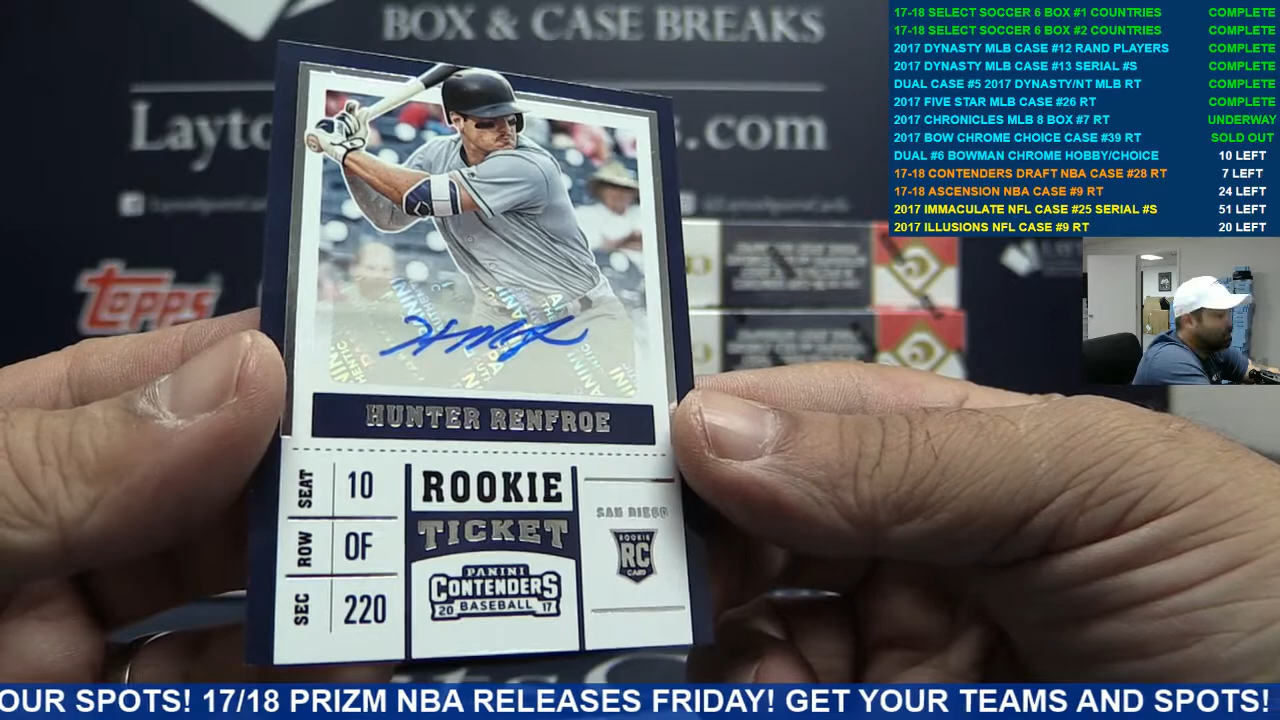 BOX & CASE BREAKS
Layto
s.com
TOPPS
HUNTER RENFROE
SEAT 10
ROW OF
SEC 220
ROOKIE
TICKET
PANINI
CONTENDERS
20 BASEBALL 17
SAN DIEGO
ROOKIE
RC
CARD
17-18 SELECT SOCCER 6 BOX #1 COUNTRIES COMPLETE
17-18 SELECT SOCCER 6 BOX #2 COUNTRIES COMPLETE
2017 DYNASTY MLB CASE #12 RAND PLAYERS COMPLETE
2017 DYNASTY MLB CASE #13 SERIAL #S COMPLETE
DUAL CASE #5 2017 DYNASTY/NT MLB RT COMPLETE
2017 FIVE STAR MLB CASE #26 RT COMPLETE
2017 CHRONICLES MLB 8 BOX #7 RT UNDERWAY
2017 BOW CHROME CHOICE CASE #39 RT SOLD OUT
DUAL #6 BOWMAN CHROME HOBBY/CHOICE 10 LEFT
17-18 CONTENDERS DRAFT NBA CASE #28 RT 7 LEFT
17-18 ASCENSION NBA CASE #9 RT 24 LEFT
2017 IMMACULATE NFL CASE #25 SERIAL #S 51 LEFT
2017 ILLUSIONS NFL CASE #9 RT 20 LEFT
OUR SPOTS! 17/18 PRIZM NBA RELEASES FRIDAY! GET YOUR TEAMS AND SPOTS!